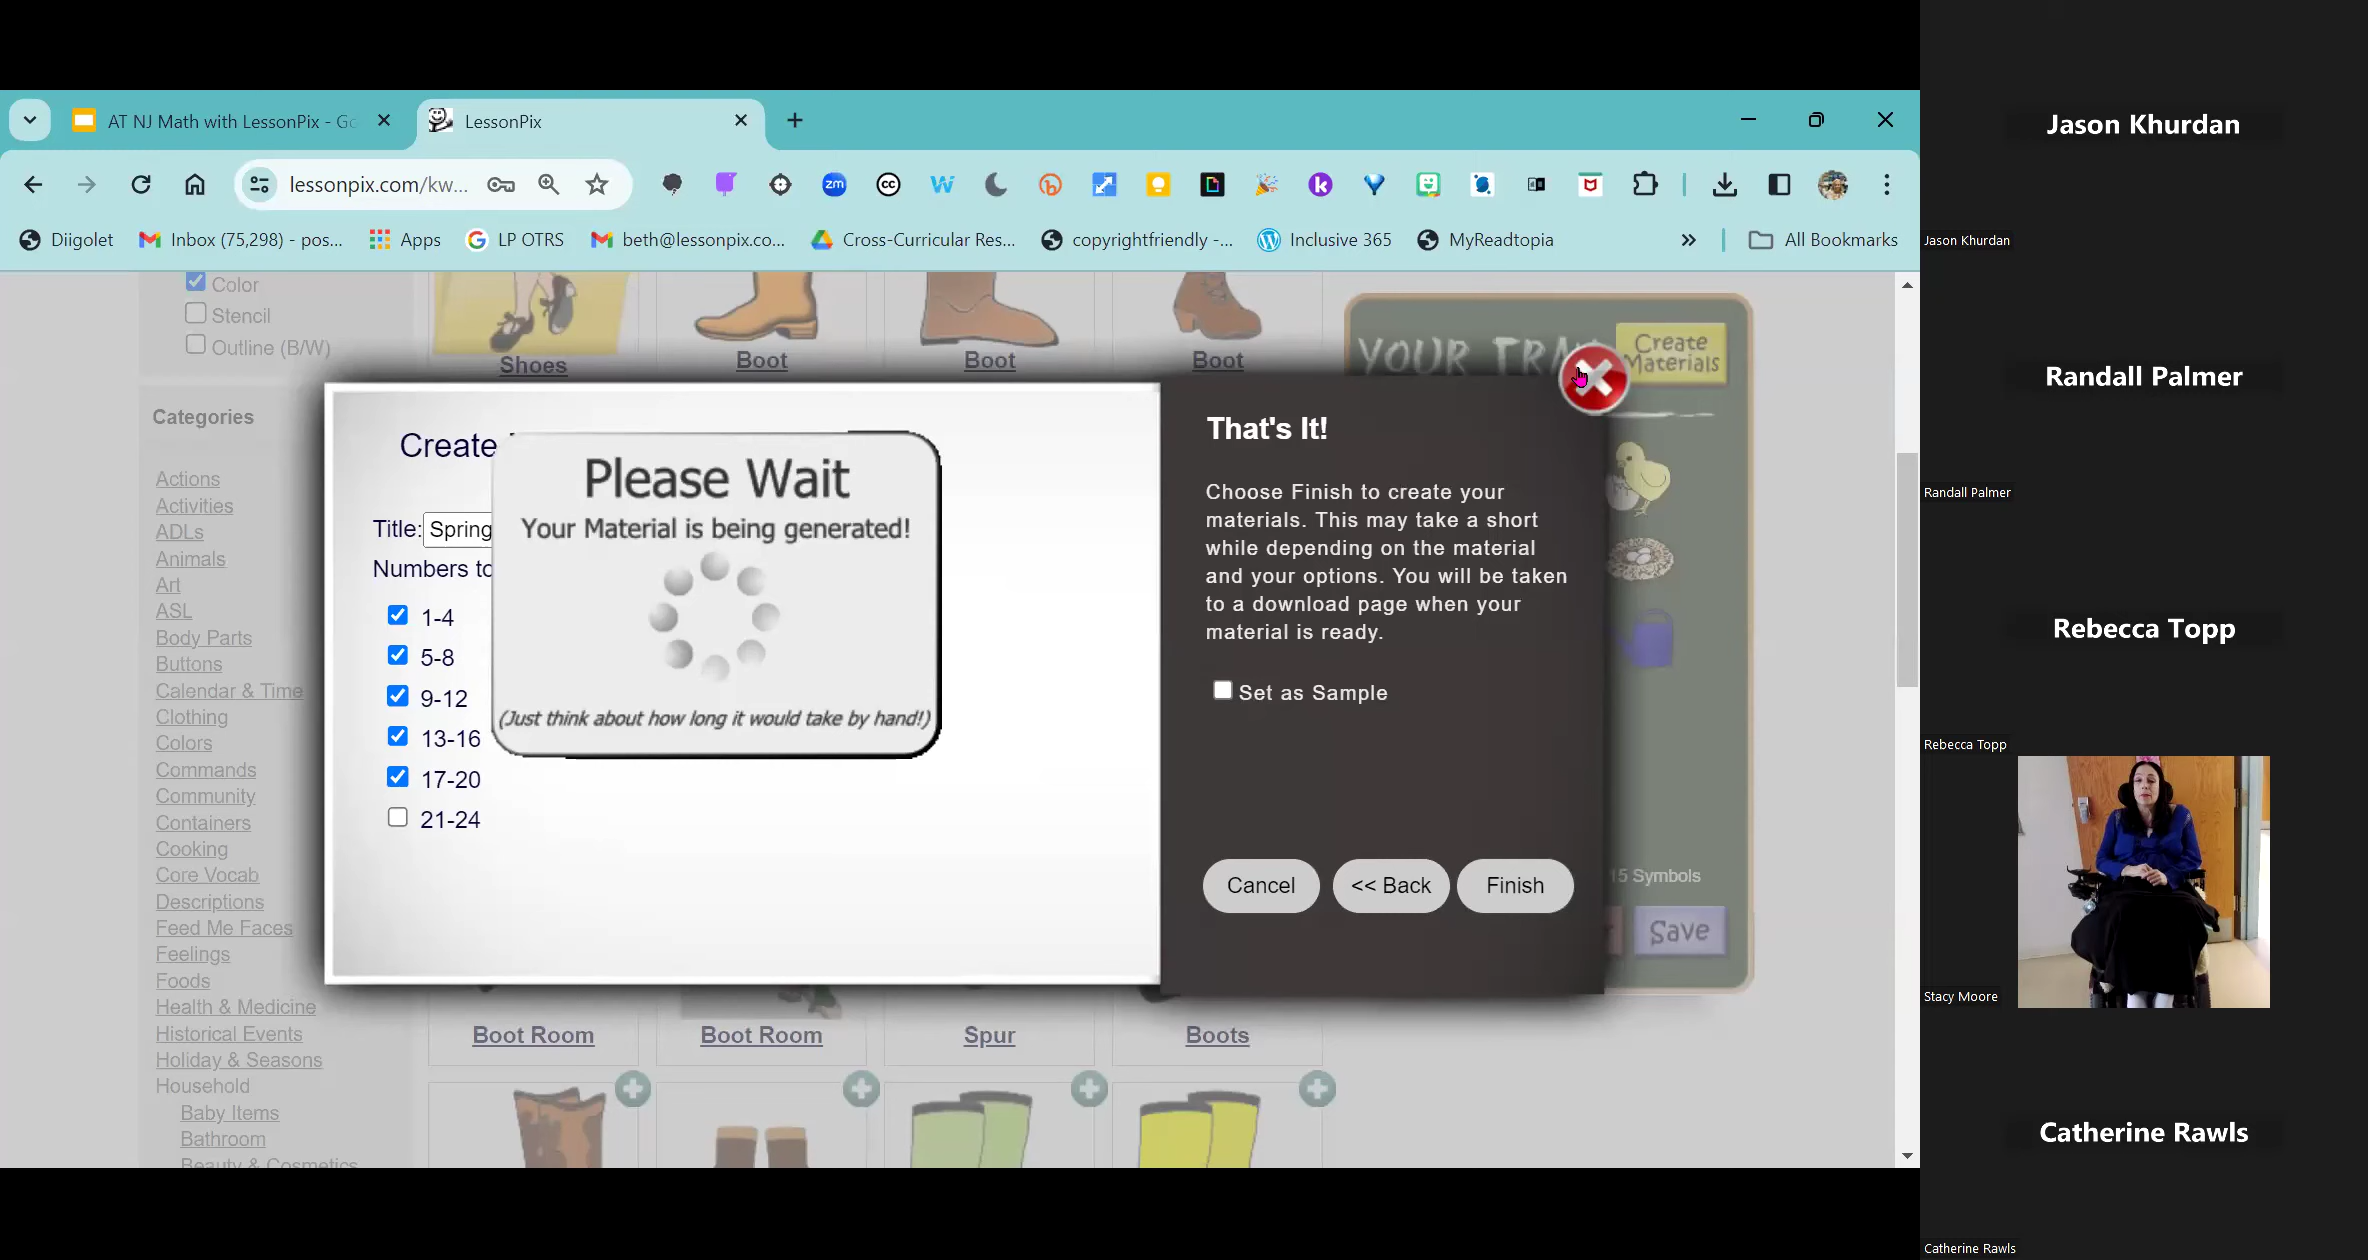 AT NJ Math with LessonPix - Go
LessonPix
lessonpix.com/kw...
Diigolet
Inbox (75,298) - pos...
Apps
LP OTRS
beth@lessonpix.co...
Cross-Curricular Res...
copyrightfriendly -...
Inclusive 365
MyReadtopia
All Bookmarks
Color
Stencil
Outline (B/W)
Categories
Actions
Activities
ADLs
Animals
Art
ASL
Body Parts
Buttons
Calendar & Time
Clothing
Colors
Commands
Community
Containers
Cooking
Core Vocab
Descriptions
Feed Me Faces
Feelings
Foods
Health & Medicine
Historical Events
Holiday & Seasons
Household
Baby Items
Bathroom
Beauty & Cosmetics
Shoes
Boot
Boot
Boot
YOUR TRA
Create
Materials
Create
Title: Spring
Numbers to
1-4
5-8
9-12
13-16
17-20
21-24
Please Wait
Your Material is being generated!
(Just think about how long it would take by hand!)
That's It!
Choose Finish to create your
materials. This may take a short
while depending on the material
and your options. You will be taken
to a download page when your
material is ready.
Set as Sample
Cancel
<< Back
Finish
15 Symbols
Save
Boot Room
Boot Room
Spur
Boots
Jason Khurdan
Jason Khurdan
Randall Palmer
Randall Palmer
Rebecca Topp
Rebecca Topp
Stacy Moore
Catherine Rawls
Catherine Rawls